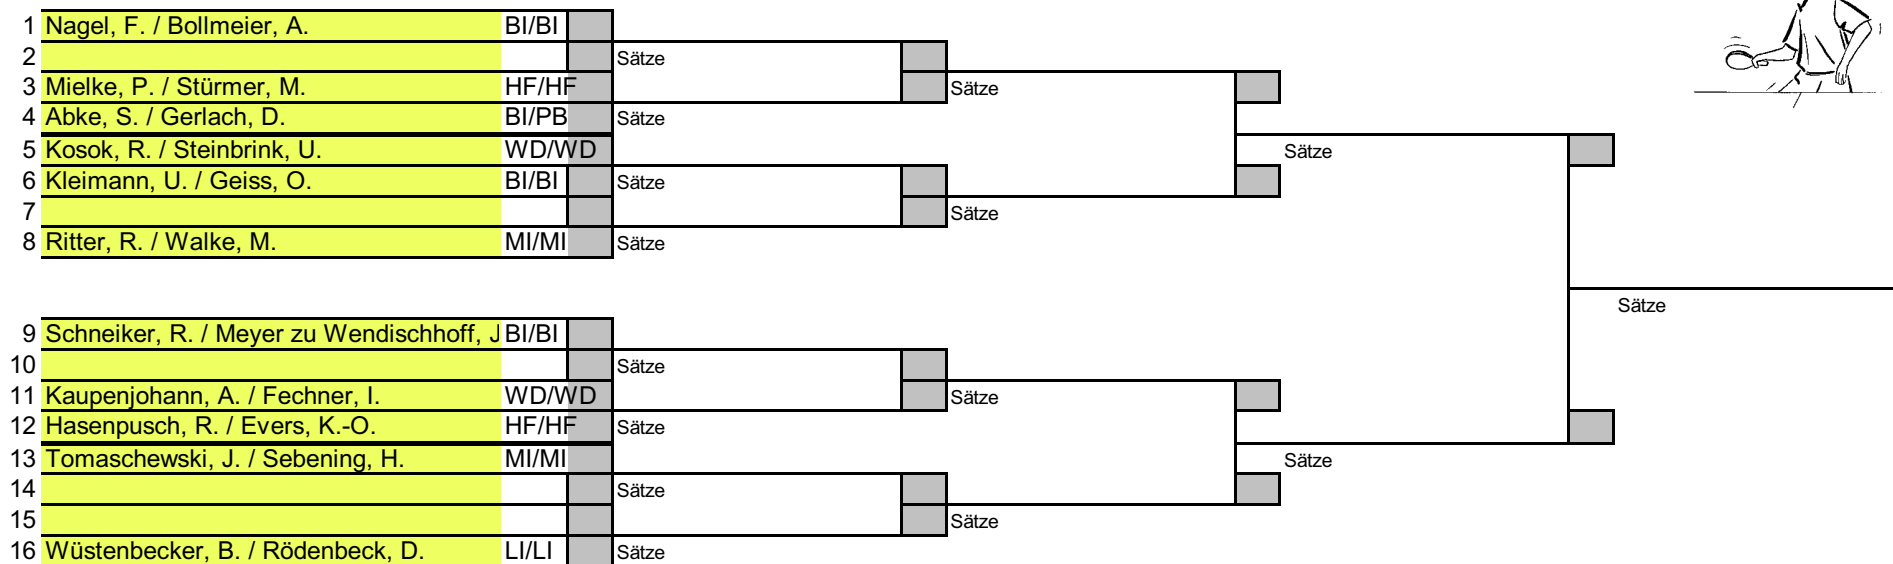 1 Nagel, F. / Bollmeier, A. BI/BI
2 Sätze
3 Mielke, P. / Stürmer, M. HF/HF Sätze
4 Abke, S. / Gerlach, D. BI/PB Sätze
5 Kosok, R. / Steinbrink, U. WD/WD Sätze
6 Kleimann, U. / Geiss, O. BI/BI Sätze
7 Sätze
8 Ritter, R. / Walke, M. MI/MI Sätze
Sätze
9 Schneiker, R. / Meyer zu Wendischhoff, J BI/BI
10 Sätze
11 Kaupenjohann, A. / Fechner, I. WD/WD Sätze
12 Hasenpusch, R. / Evers, K.-O. HF/HF Sätze
13 Tomaschewski, J. / Sebening, H. MI/MI Sätze
14 Sätze
15 Sätze
16 Wüstenbecker, B. / Rödenbeck, D. LI/LI Sätze